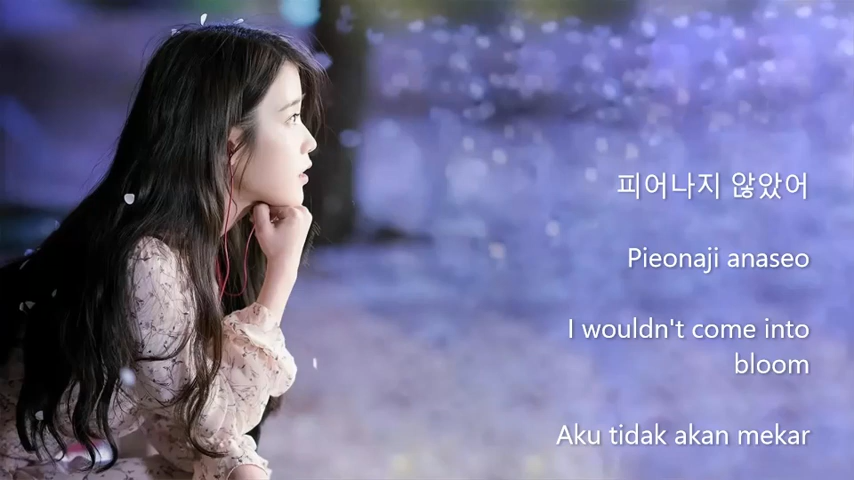 피어나지 않았어
Pieonaji anaseo
I wouldn't come into
bloom
Aku tidak akan mekar